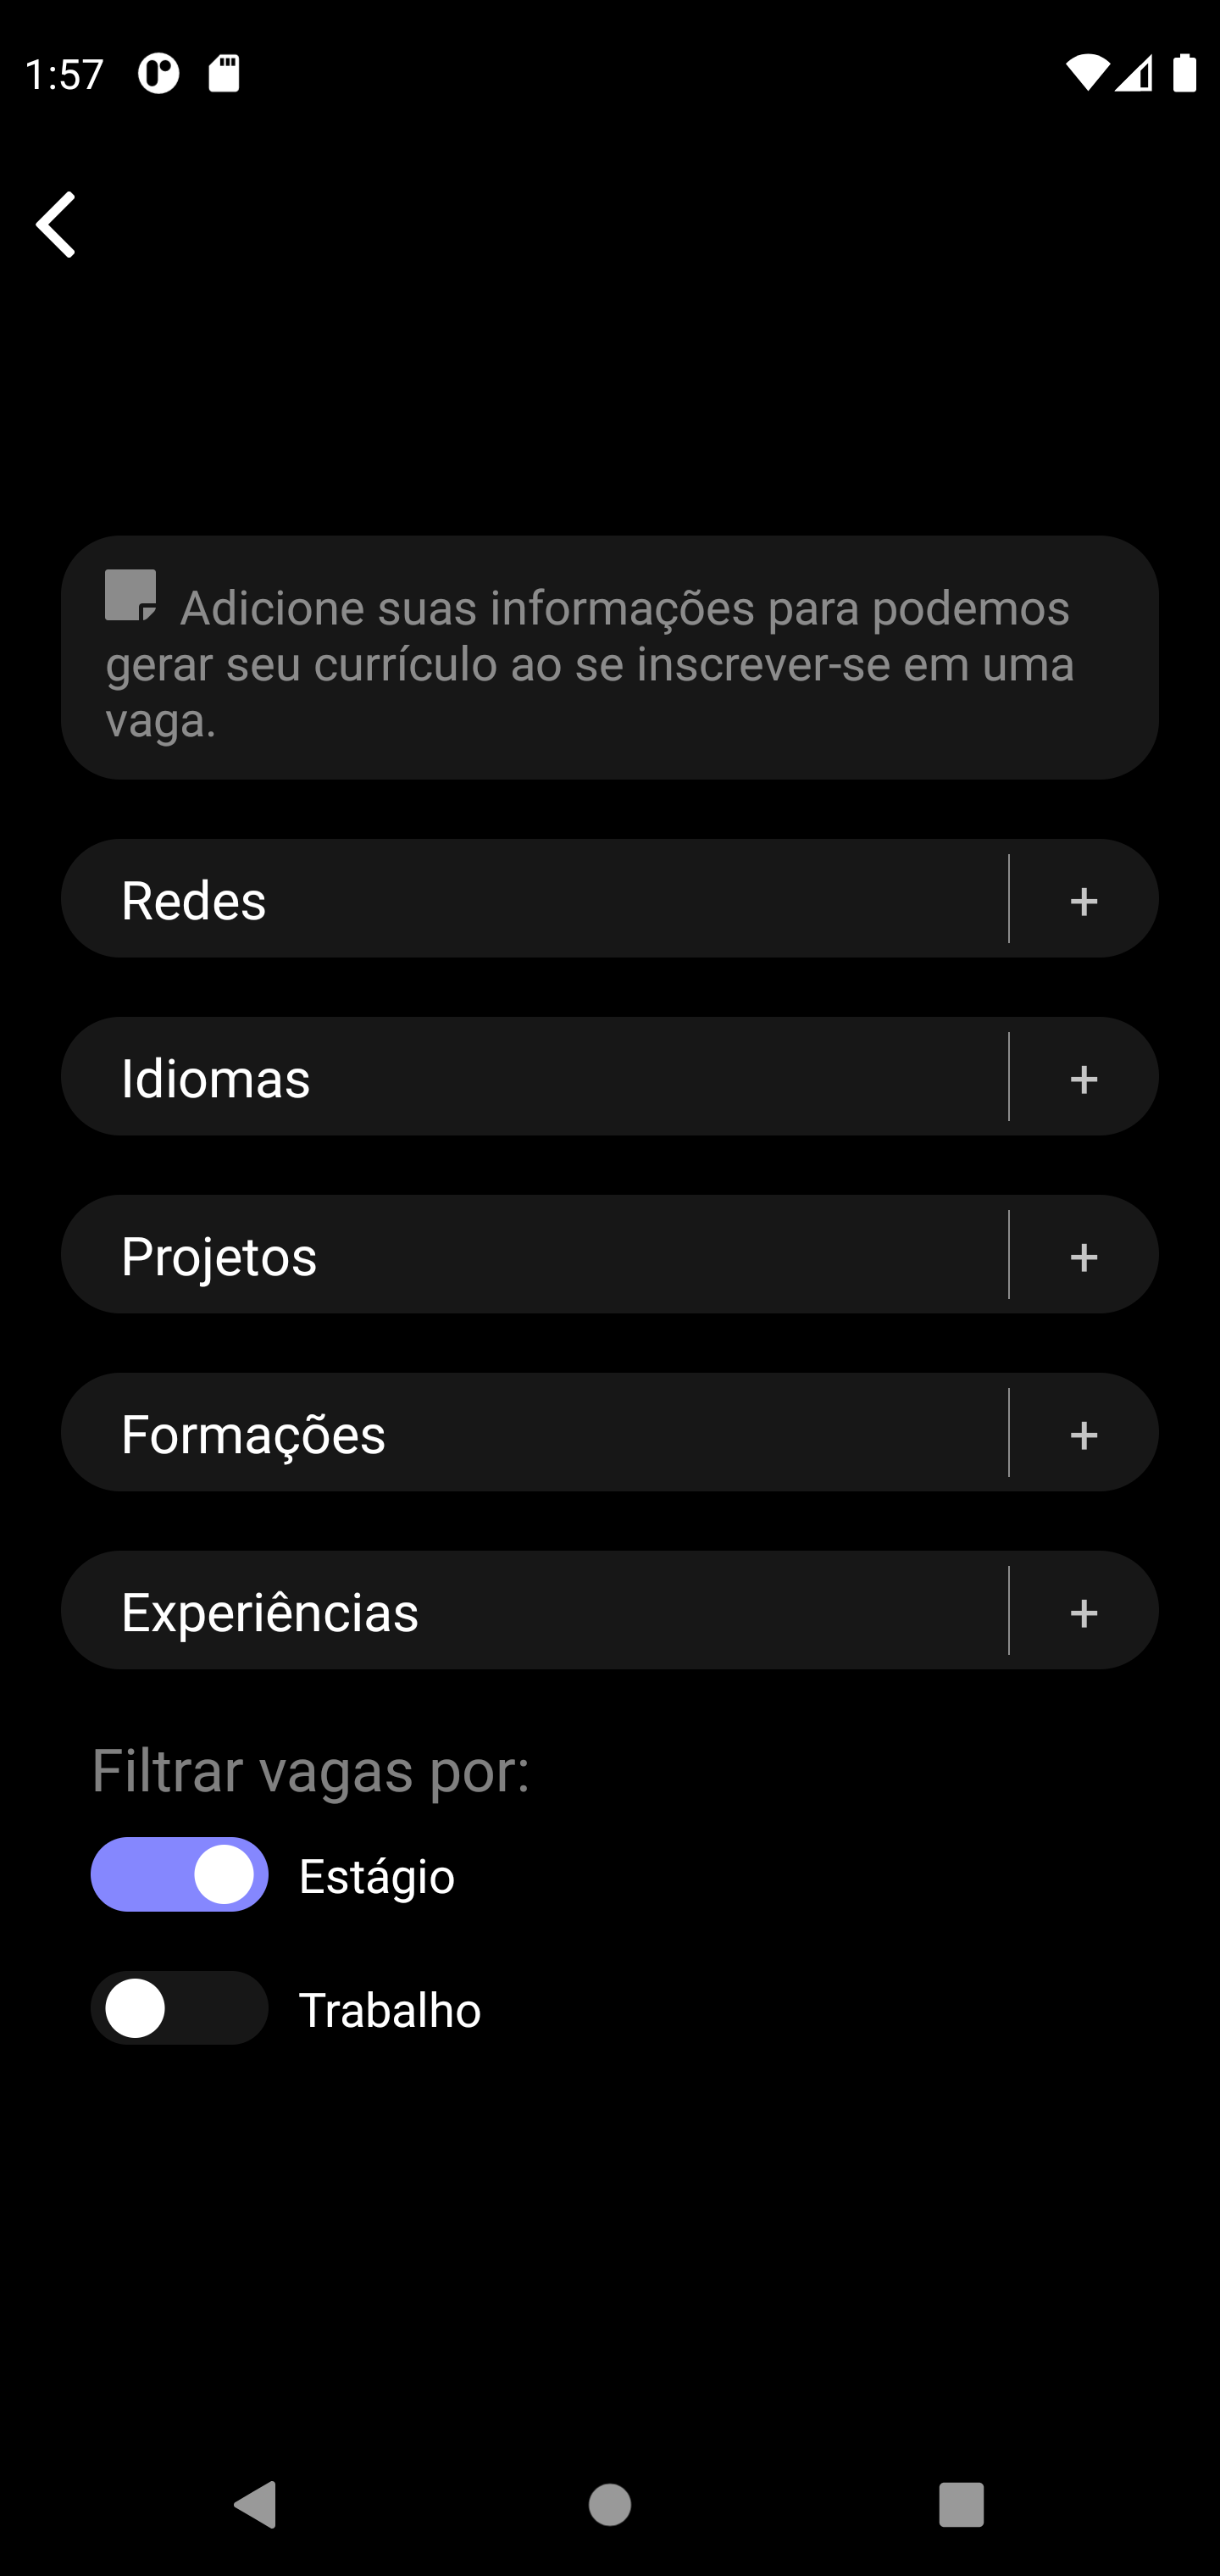 1:57
Adicione suas informações para podemos
gerar seu currículo ao se inscrever-se em uma
vaga.
Redes
+
Idiomas
+
Projetos
+
Formações
+
Experiências
+
Filtrar vagas por:
Estágio
Trabalho